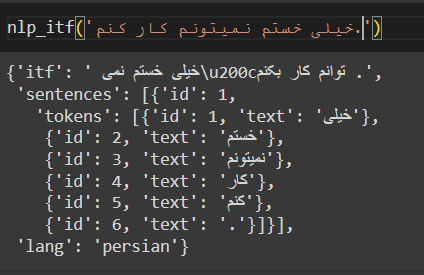 nlp_itf('خیلی خستم نمیتونم کار کنم.')
{'itf': ' خیلی خستم نمی\u200cتوانم کار بکنم .',
'sentences': [{'id': 1,
'tokens': [{'id': 1, 'text': 'خیلی'},
{'id': 2, 'text': 'خستم'},
{'id': 3, 'text': 'نمیتونم'},
{'id': 4, 'text': 'کار'},
{'id': 5, 'text': 'کنم'},
{'id': 6, 'text': '.'}]}],
'lang': 'persian'}